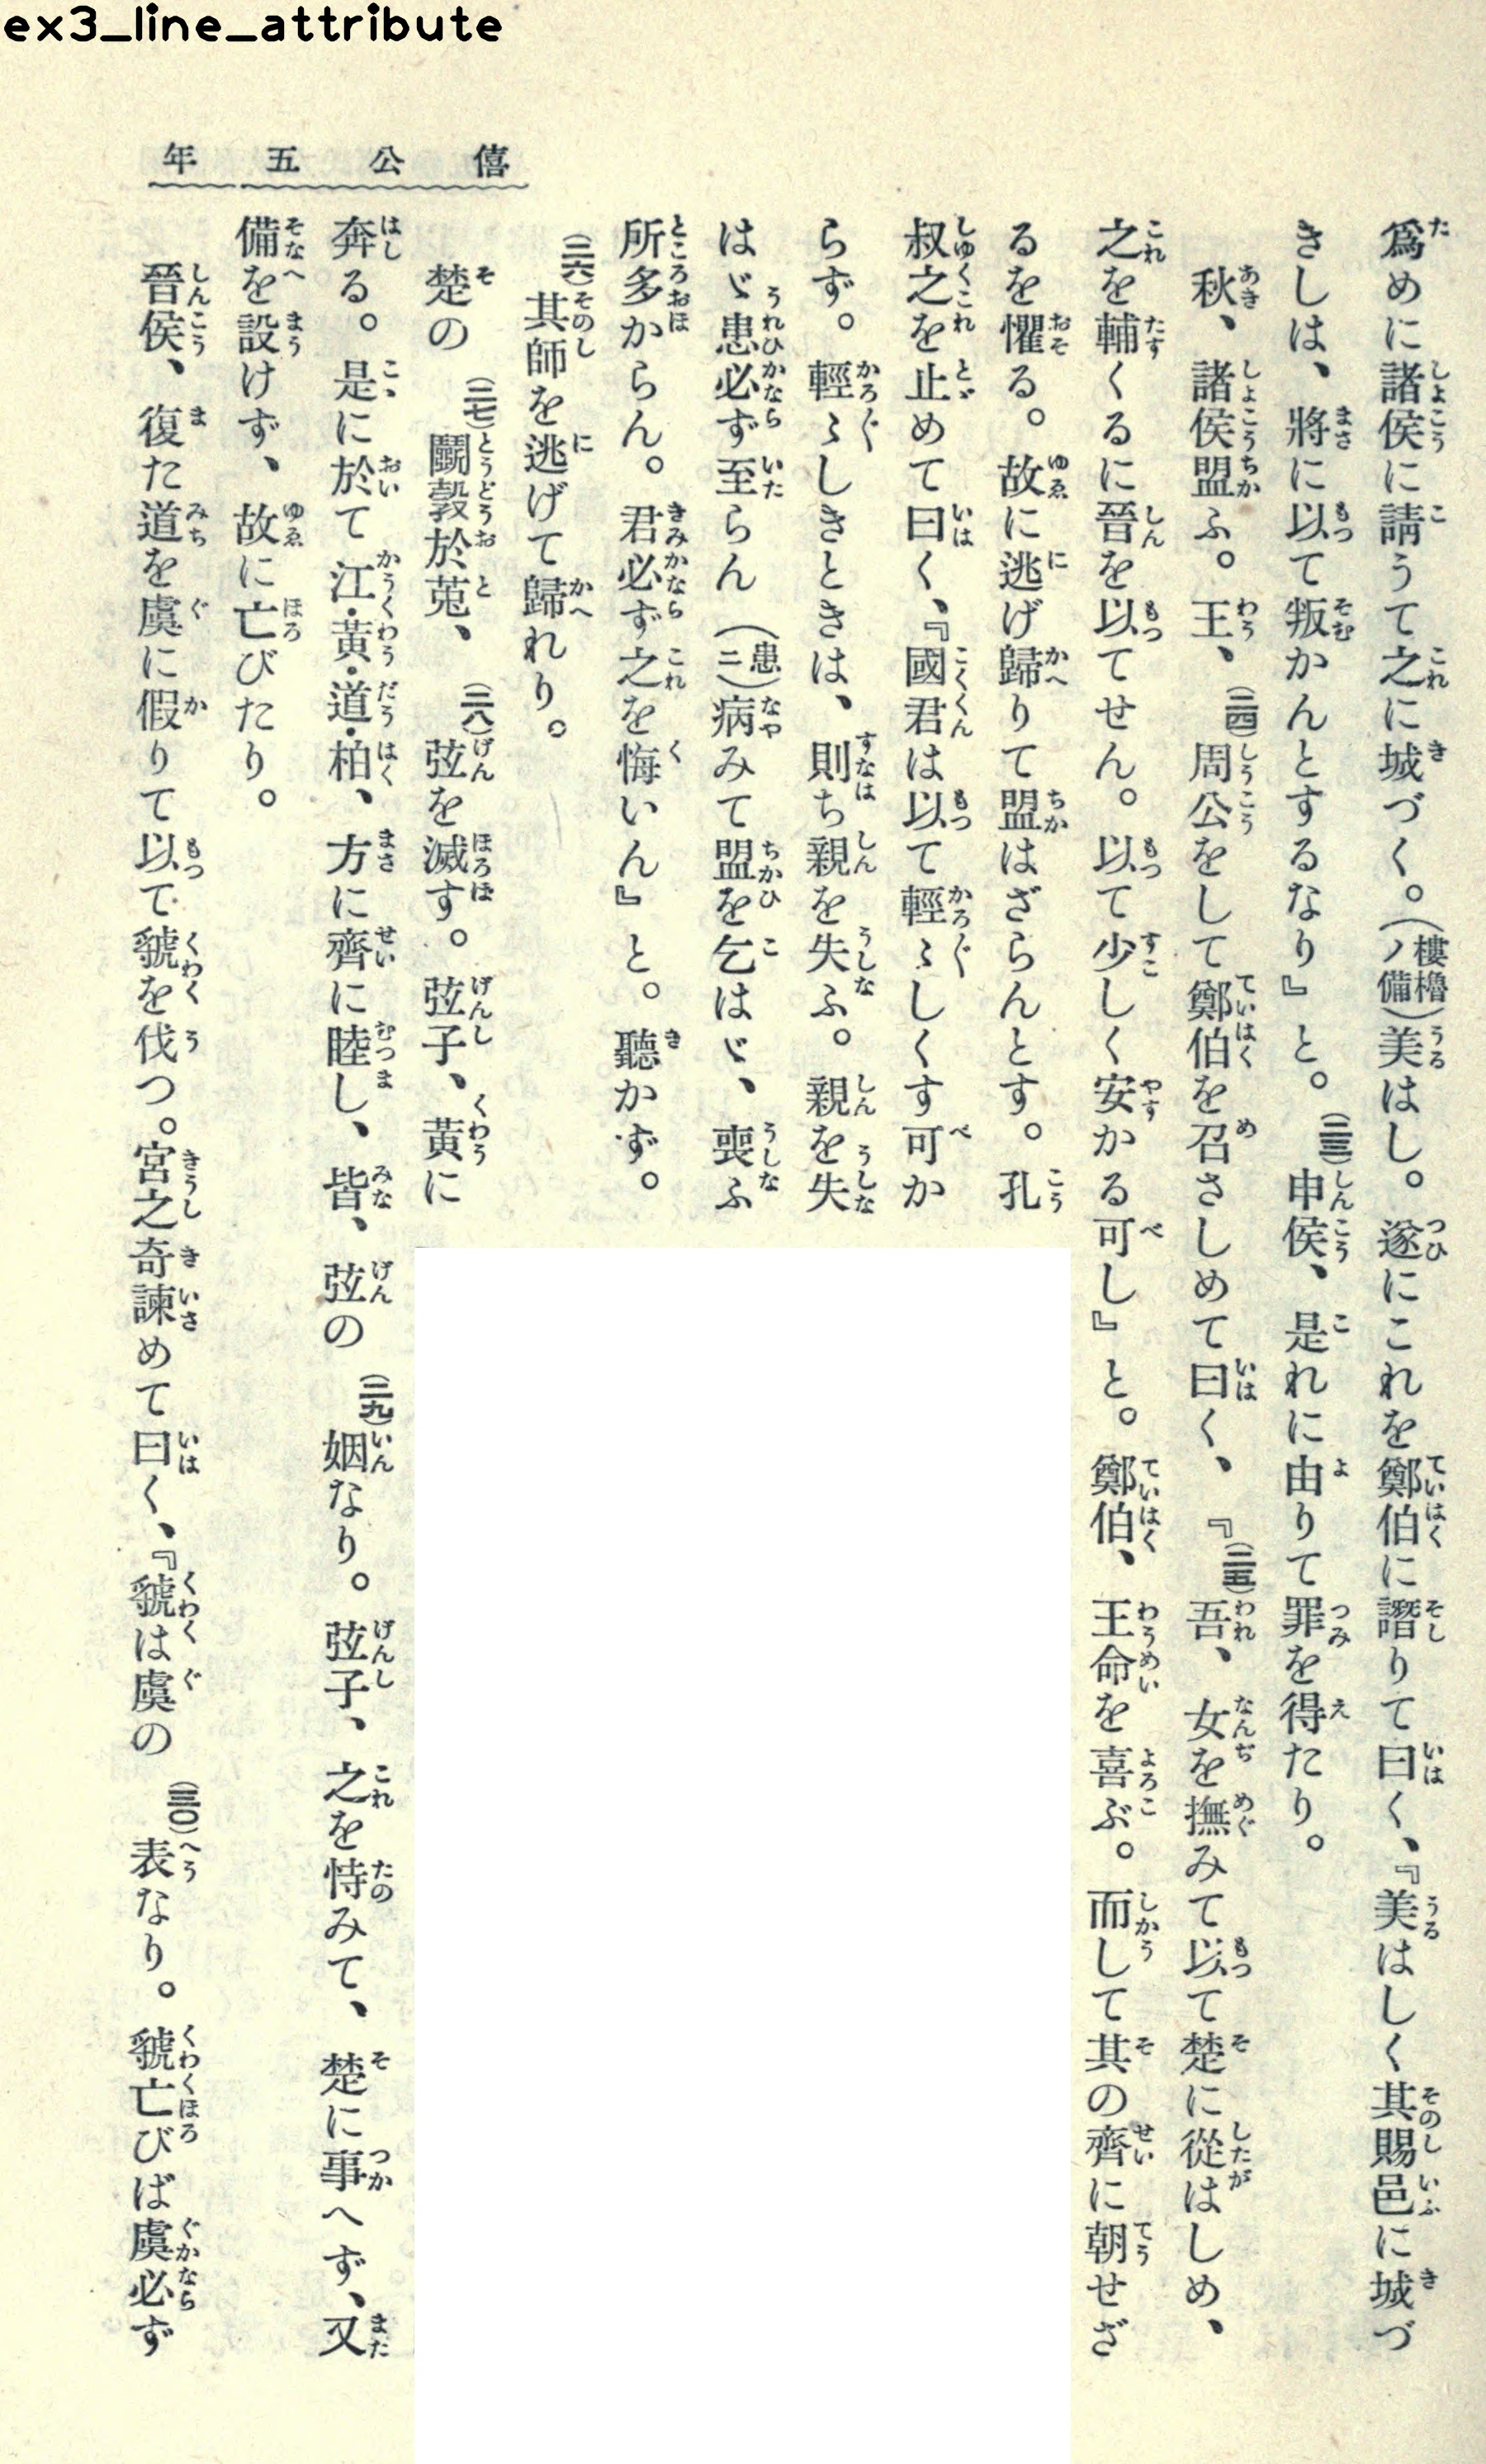 ex3_line_attribute
僖公五年
爲めに諸侯に請うて之に城づく。(樓櫓ノ備)美はし。遂にこれを鄭伯に譖りて曰く、『美はしく其賜邑に城づ
きしは、將に以て叛かんとするなり』と。(二三)申侯、是れに由りて罪を得たり。
秋、諸侯盟ふ。王、(二四)周公をして鄭伯を召さしめて曰く、『(二五)吾、女を撫みて以て楚に從はしめ、
之を輔くるに晉を以てせん。以て少しく安かる可し』と。鄭伯、王命を喜ぶ。而して其の齊に朝せざ
るを懼る。故に逃げ歸りて盟はざらんとす。孔
叔之を止めて曰く、『國君は以て輕〻しくす可か
らず。輕〻しきときは、則ち親を失ふ。親を失
はゞ患必ず至らん(患ニ)病みて盟を乞はゞ、喪ふ
所多からん。君必ず之を悔いん』と。聽かず。
(二六)其師を逃げて歸れり。
楚の(二七)鬭穀於菟、(二八)弦を滅す。弦子、黃に
奔る。是に於て江・黃・道・柏、方に齊に睦し、皆、弦の(二九)姻なり。弦子、之を恃みて、楚に事へず、又
備を設けず、故に亡びたり。
晉侯、復た道を虞に假りて以て虢を伐つ。宮之奇諫めて曰く、『虢は虞の(三〇)表なり。虢亡びば虞必ず